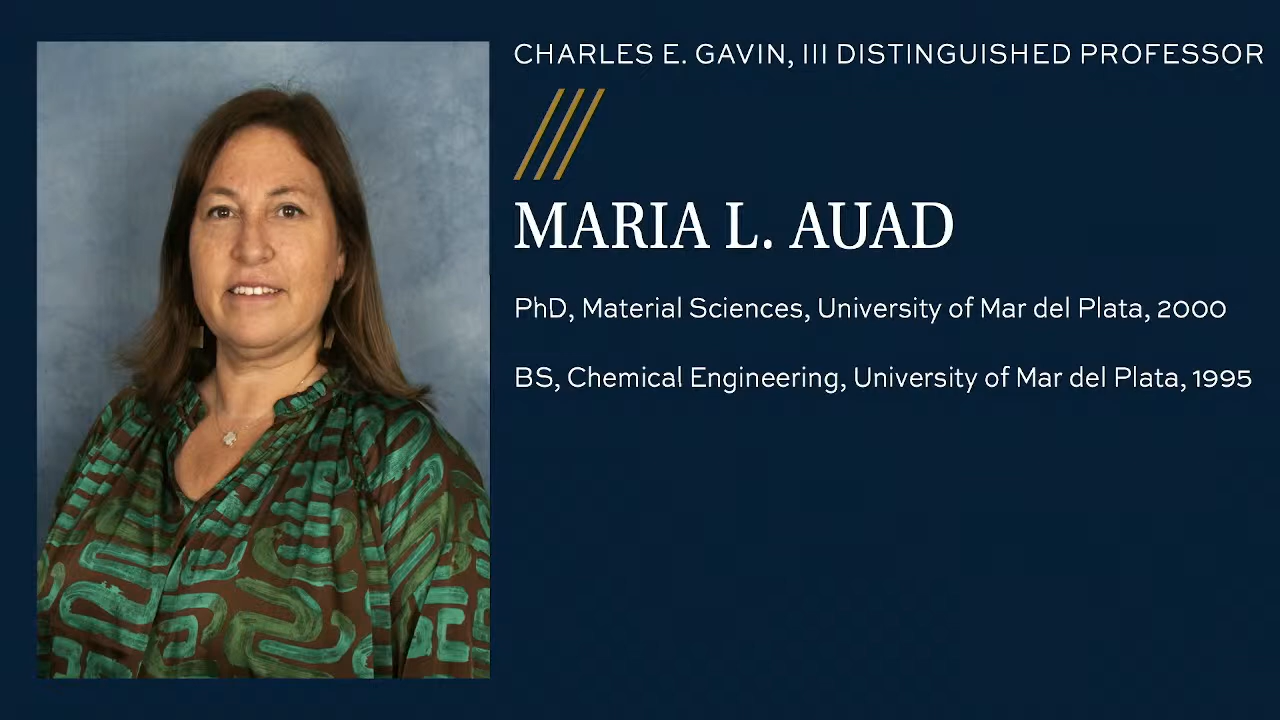 CHARLES E. GAVIN, III DISTINGUISHED PROFESSOR
MARIA L. AUAD
PhD, Material Sciences, University of Mar del Plata, 2000
BS, Chemical Engineering, University of Mar del Plata, 1995